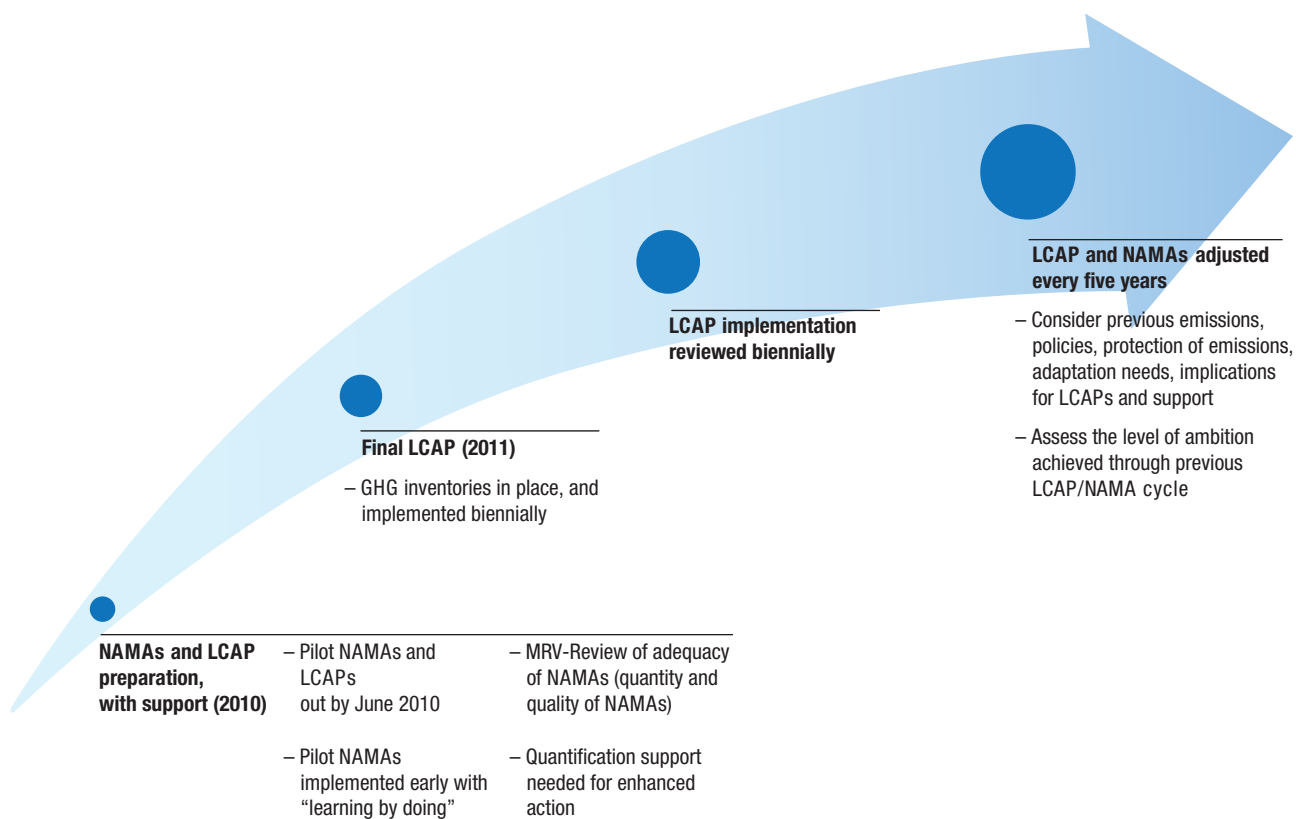 LCAP and NAMAs adjusted
every five years
– Consider previous emissions,
policies, protection of emissions,
adaptation needs, implications
for LCAPs and support
– Assess the level of ambition
achieved through previous
LCAP/NAMA cycle
LCAP implementation
reviewed biennially
Final LCAP (2011)
– GHG inventories in place, and
implemented biennially
NAMAs and LCAP
preparation,
with support (2010)
– Pilot NAMAs and
LCAPs
out by June 2010
– Pilot NAMAs
implemented early with
“learning by doing”
– MRV-Review of adequacy
of NAMAs (quantity and
quality of NAMAs)
– Quantification support
needed for enhanced
action